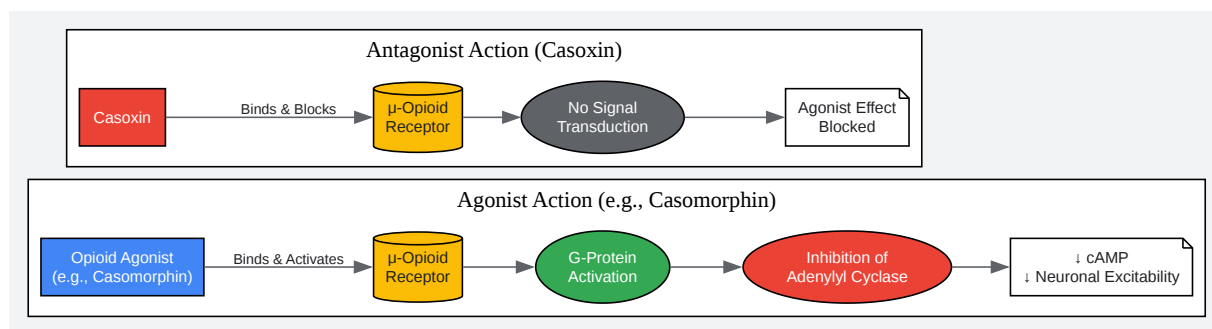 Antagonist Action (Casoxin)
Casoxin
Binds & Blocks
μ-Opioid
Receptor
No Signal
Transduction
Agonist Effect
Blocked
Agonist Action (e.g., Casomorphin)
Opioid Agonist
(e.g., Casomorphin)
Binds & Activates
μ-Opioid
Receptor
G-Protein
Activation
Inhibition of
Adenylyl Cyclase
↓ cAMP
↓ Neuronal Excitability